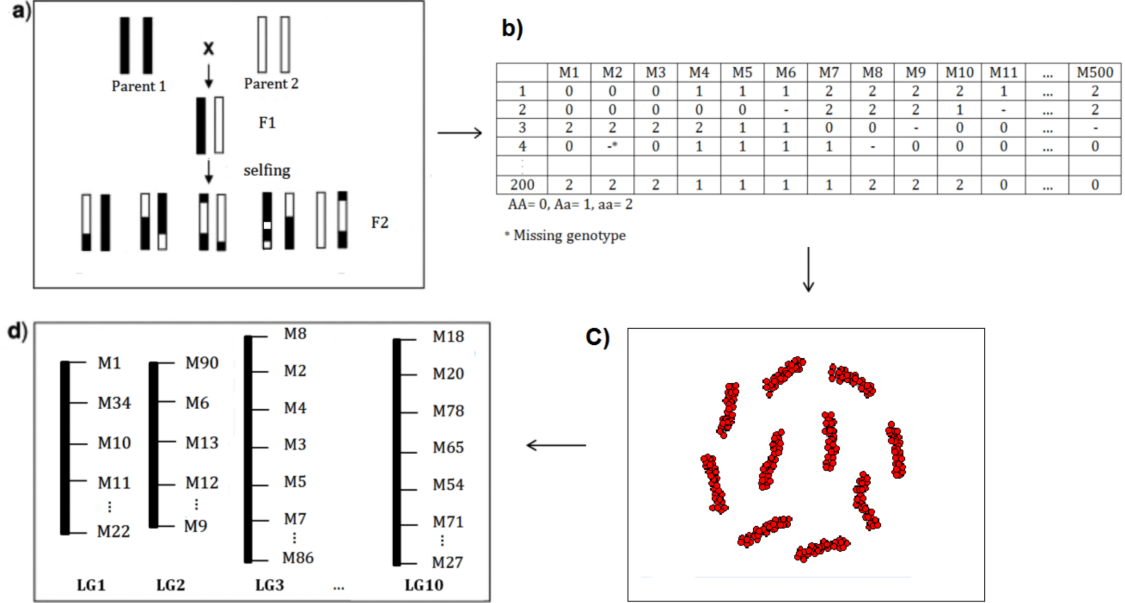 a)
X
Parent 1 Parent 2
F1
selfing
F2
b)
M1 M2 M3 M4 M5 M6 M7 M8 M9 M10 M11 ... M500
1 0 0 0 1 1 1 2 2 2 2 1 ... 2
2 0 0 0 0 0 - 2 2 2 1 - ... 2
3 2 2 2 2 1 1 0 0 - 0 0 ... -
4 0 -* 0 1 1 1 1 - 0 0 0 ... 0
⋮
200 2 2 2 1 1 1 1 2 2 2 0 ... 0
AA= 0, Aa= 1, aa= 2
* Missing genotype
d)
M1
M34
M10
M11
⋮
M22
LG1
M90
M6
M13
M12
⋮
M9
LG2
M8
M2
M4
M3
M5
M7
⋮
M86
LG3
...
M18
M20
M78
M65
M54
M71
⋮
M27
LG10
C)